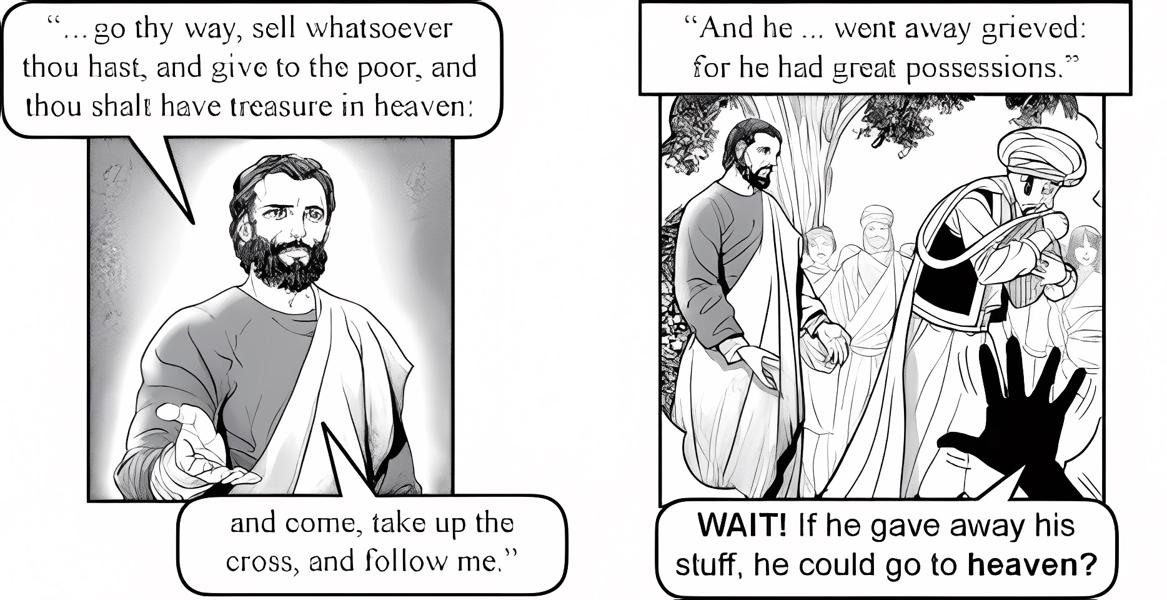 “... go thy way, sell whatsoever
thou hast, and give to the poor, and
thou shalt have treasure in heaven:
and come, take up the
cross, and follow me.”
“And he ... went away grieved:
for he had great possessions.”
WAIT! If he gave away his
stuff, he could go to heaven?